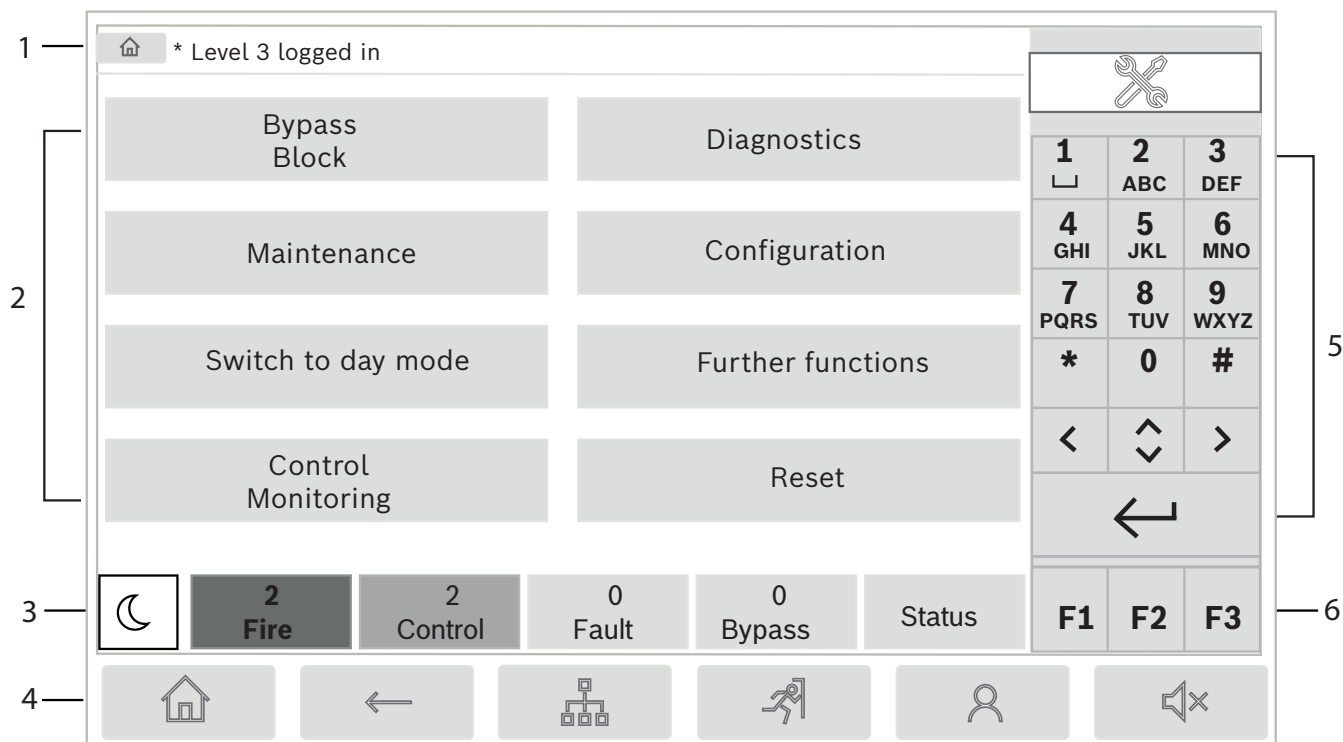 1
* Level 3 logged in
2
Bypass
Block
Diagnostics
Maintenance
Configuration
Switch to day mode
Further functions
Control
Monitoring
Reset
1 2 3
ABC DEF
4 5 6
GHI JKL MNO
7 8 9
PQRS TUV WXYZ
* 0 #
5
3
2
Fire
2
Control
0
Fault
0
Bypass
Status
F1 F2 F3
6
4